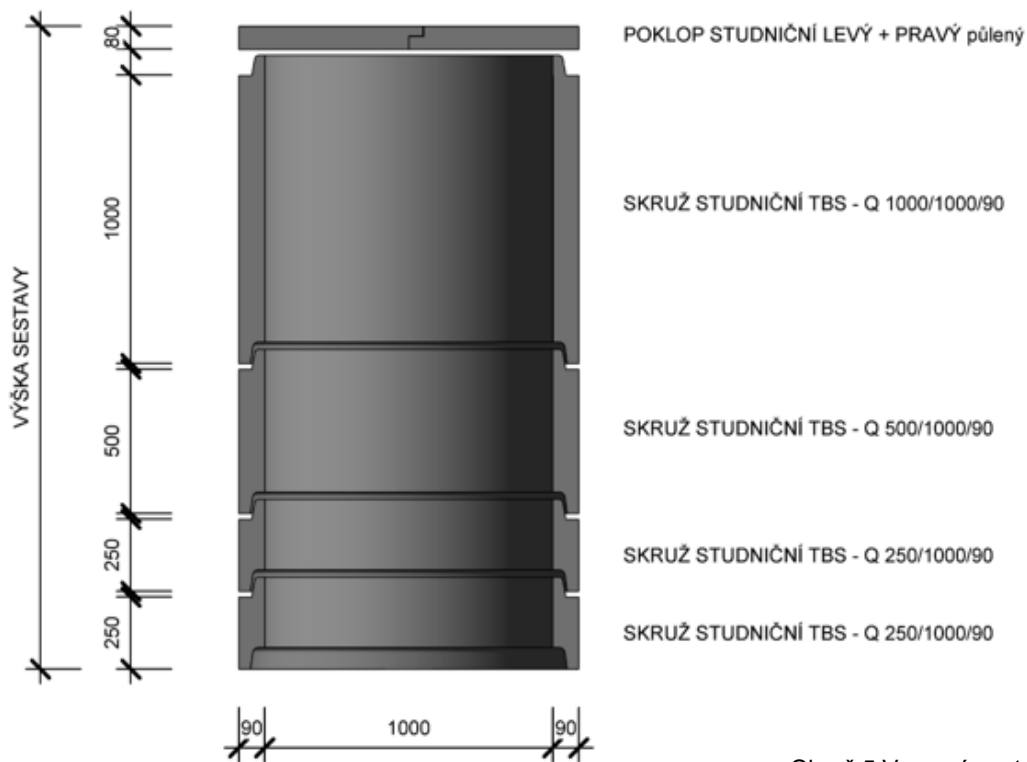 80
POKLOP STUDNIČNÍ LEVÝ + PRAVÝ půlený
1000
SKRUŽ STUDNIČNÍ TBS - Q 1000/1000/90
VÝŠKA SESTAVY
500
SKRUŽ STUDNIČNÍ TBS - Q 500/1000/90
250
SKRUŽ STUDNIČNÍ TBS - Q 250/1000/90
250
SKRUŽ STUDNIČNÍ TBS - Q 250/1000/90
90 1000 90